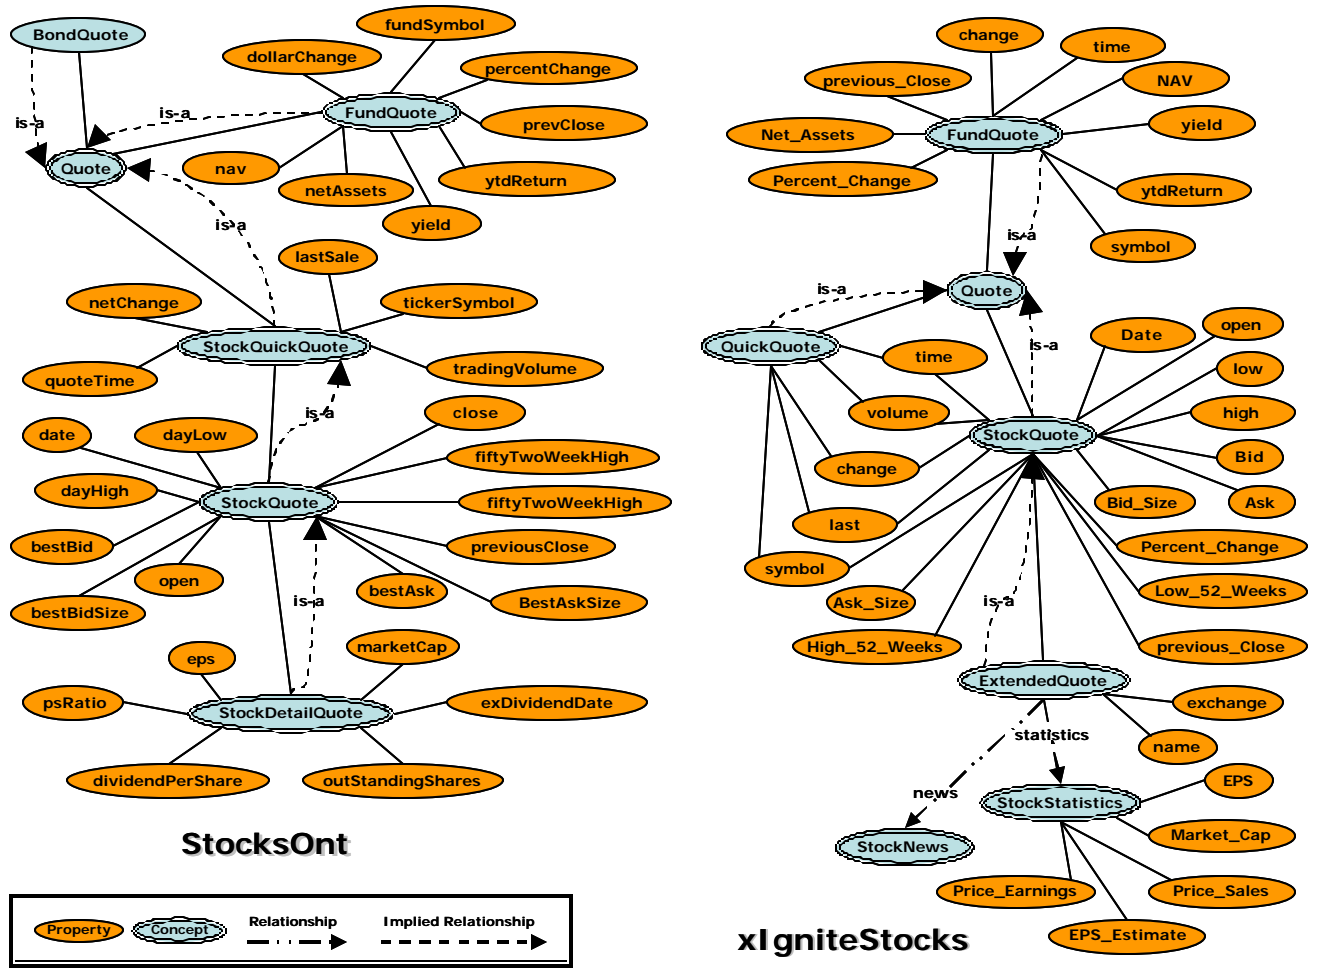 BondQuote
fundSymbol
dollarChange
percentChange
is-a
is-a
FundQuote
prevClose
Quote
nav
netAssets
ytdReturn
yield
is-a
lastSale
netChange
tickerSymbol
StockQuickQuote
quoteTime
tradingVolume
is-a
close
date
dayLow
fiftyTwoWeekHigh
dayHigh
StockQuote
fiftyTwoWeekHigh
bestBid
previousClose
open
bestAsk
bestBidSize
is-a
BestAskSize
eps
marketCap
psRatio
StockDetailQuote
exDividendDate
dividendPerShare
outStandingShares
StocksOnt
Property
Concept
Relationship
Implied Relationship
change
time
previous_Close
NAV
Net_Assets
FundQuote
yield
Percent_Change
ytdReturn
is-a
symbol
is-a
Quote
QuickQuote
time
is-a
Date
open
low
volume
high
StockQuote
change
Bid
last
Bid_Size
Ask
symbol
Percent_Change
Ask_Size
is-a
Low_52_Weeks
High_52_Weeks
previous_Close
ExtendedQuote
exchange
statistics
name
news
EPS
StockStatistics
StockNews
Market_Cap
Price_Earnings
Price_Sales
EPS_Estimate
xIgniteStocks